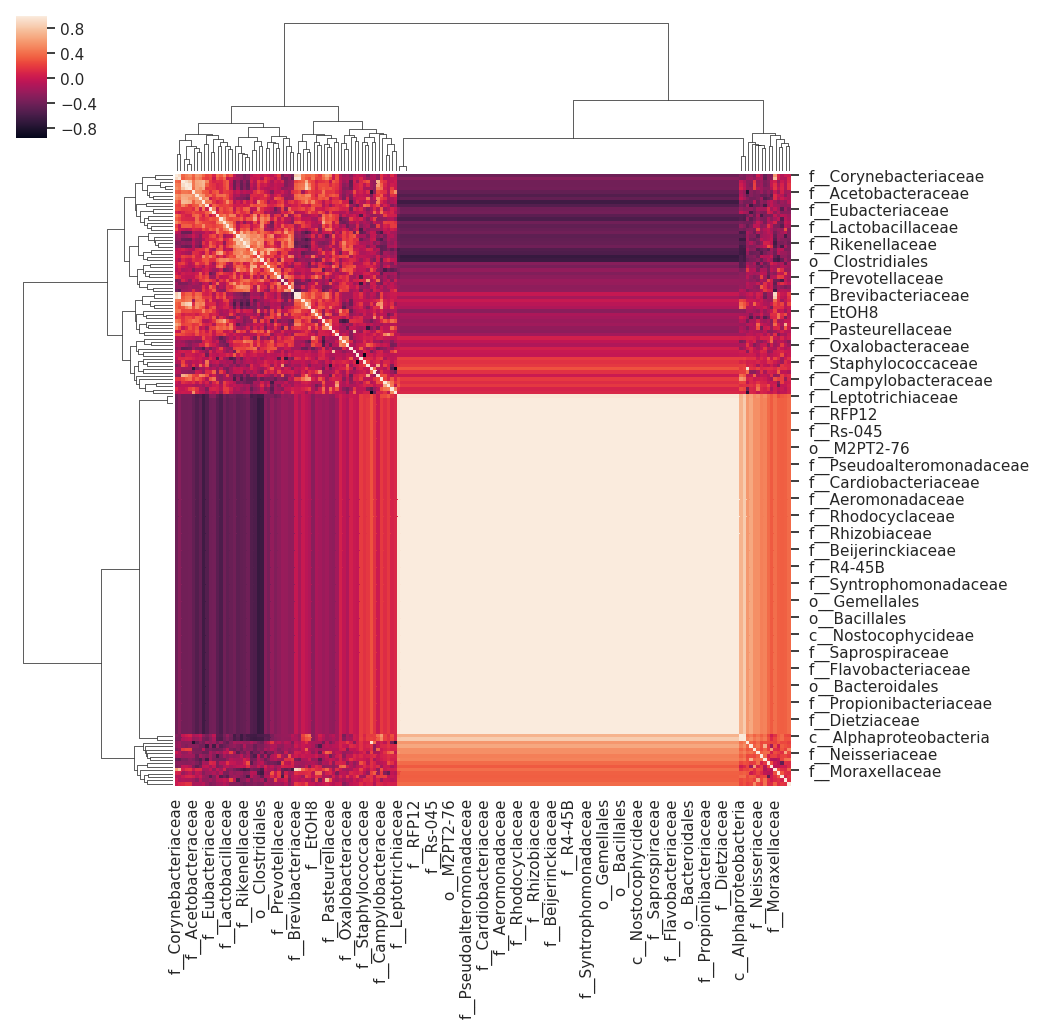 0.8
0.4
0.0
−0.4
−0.8
f__Corynebacteriaceae
f__Acetobacteraceae
f__Eubacteriaceae
f__Lactobacillaceae
f__Rikenellaceae
o__Clostridiales
f__Prevotellaceae
f__Brevibacteriaceae
f__EtOH8
f__Pasteurellaceae
f__Oxalobacteraceae
f__Staphylococcaceae
f__Campylobacteraceae
f__Leptotrichiaceae
f__RFP12
f__Rs-045
o__M2PT2-76
f__Pseudoalteromonadaceae
f__Cardiobacteriaceae
f__Aeromonadaceae
f__Rhodocyclaceae
f__Rhizobiaceae
f__Beijerinckiaceae
f__R4-45B
f__Syntrophomonadaceae
o__Gemellales
o__Bacillales
c__Nostocophycideae
f__Saprospiraceae
f__Flavobacteriaceae
o__Bacteroidales
f__Propionibacteriaceae
f__Dietziaceae
c__Alphaproteobacteria
f__Neisseriaceae
f__Moraxellaceae
f__Corynebacteriaceae
f__Acetobacteraceae
f__Eubacteriaceae
f__Lactobacillaceae
f__Rikenellaceae
o__Clostridiales
f__Prevotellaceae
f__Brevibacteriaceae
f__EtOH8
f__Pasteurellaceae
f__Oxalobacteraceae
f__Staphylococcaceae
f__Campylobacteraceae
f__Leptotrichiaceae
f__RFP12
f__Rs-045
o__M2PT2-76
f__Pseudoalteromonadaceae
f__Cardiobacteriaceae
f__Aeromonadaceae
f__Rhodocyclaceae
f__Rhizobiaceae
f__Beijerinckiaceae
f__R4-45B
f__Syntrophomonadaceae
o__Gemellales
o__Bacillales
c__Nostocophycideae
f__Saprospiraceae
f__Flavobacteriaceae
o__Bacteroidales
f__Propionibacteriaceae
f__Dietziaceae
c__Alphaproteobacteria
f__Neisseriaceae
f__Moraxellaceae